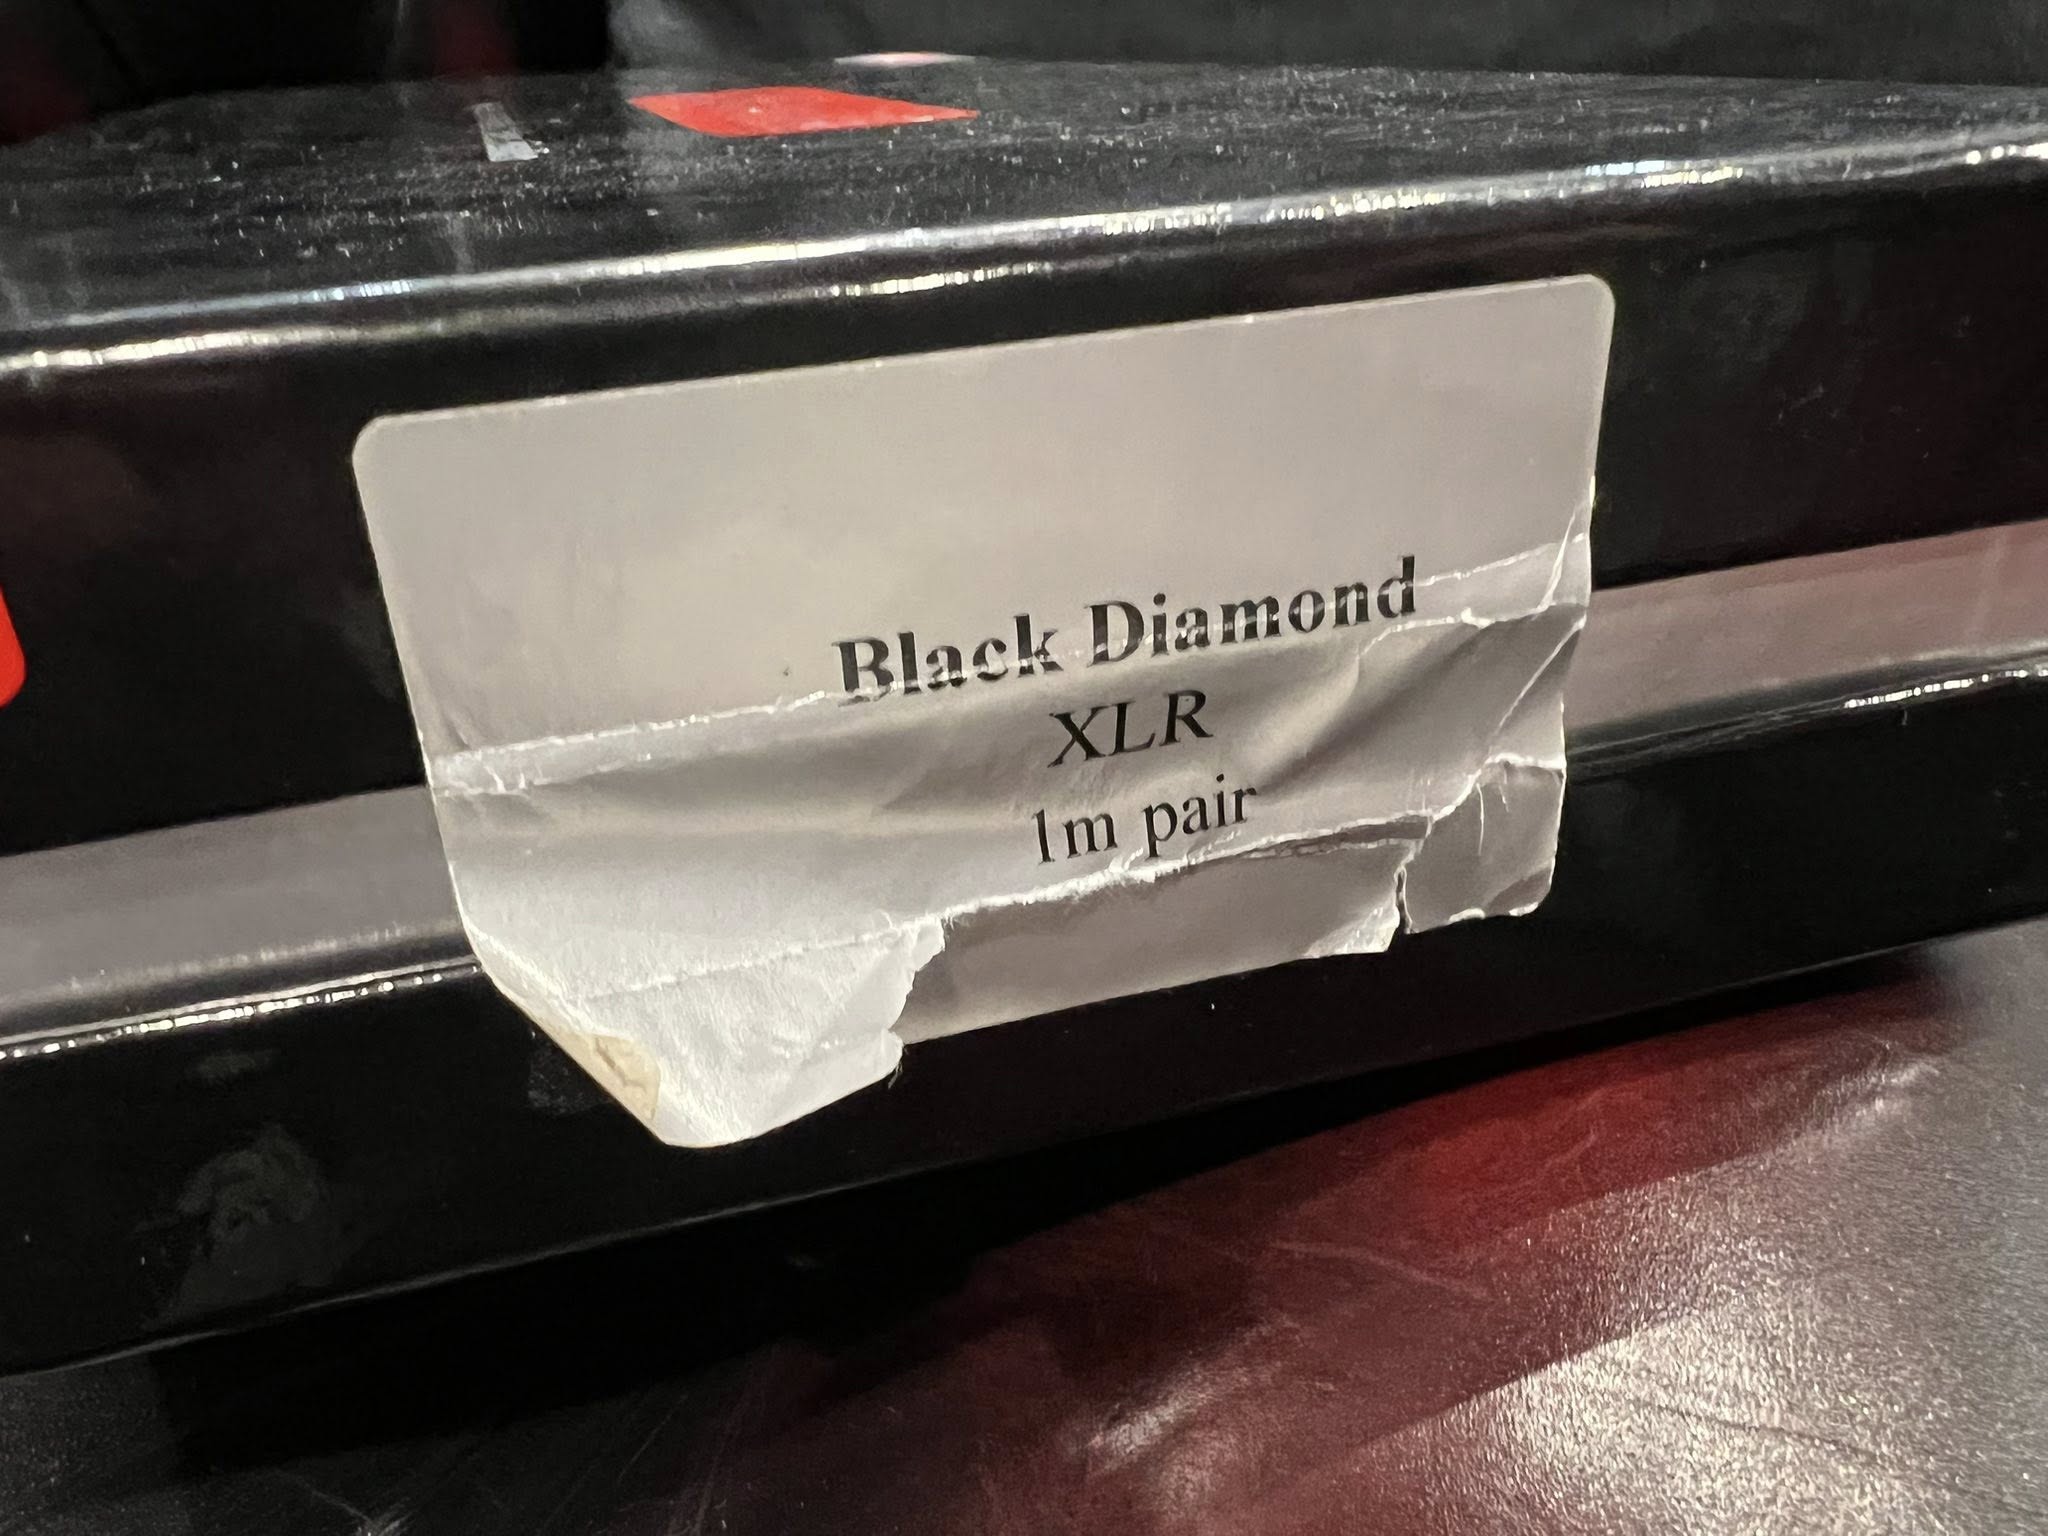 Black Diamond
XLR
1m pair